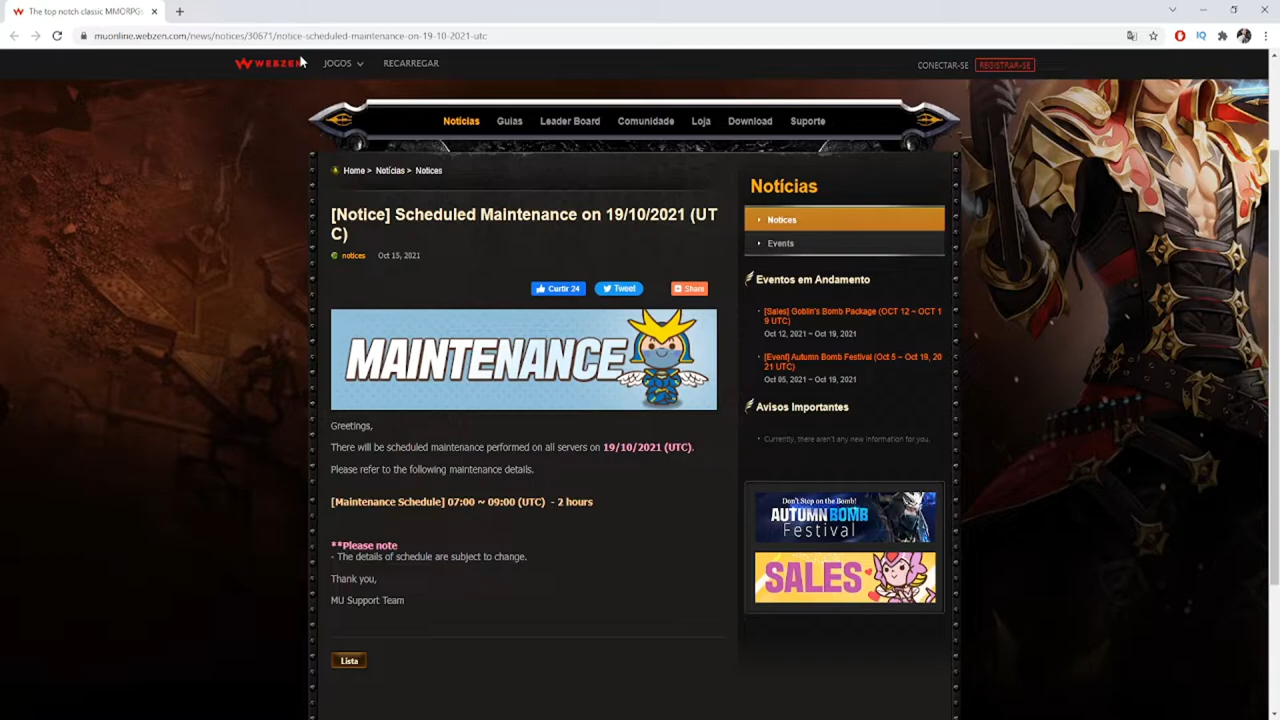 The top notch classic MMORPG
muonline.webzen.com/news/notices/30671/notice-scheduled-maintenance-on-19-10-2021-utc
IQ
WEBZEN
JOGOS
RECARREGAR
CONECTAR-SE
REGISTRAR-SE
Notícias
Guias
Leader Board
Comunidade
Loja
Download
Suporte
Home > Notícias > Notices
[Notice] Scheduled Maintenance on 19/10/2021 (UT
C)
notices Oct 15, 2021
Curtir 24
Tweet
Share
MAINTENANCE
Greetings,
There will be scheduled maintenance performed on all servers on 19/10/2021 (UTC).
Please refer to the following maintenance details.
[Maintenance Schedule] 07:00 ~ 09:00 (UTC) - 2 hours
**Please note
- The details of schedule are subject to change.
Thank you,
MU Support Team
Lista
Notícias
Notices
Events
Eventos em Andamento
[Sales] Goblin's Bomb Package (OCT 12 ~ OCT 1
9 UTC)
Oct 12, 2021 ~ Oct 19, 2021
[Event] Autumn Bomb Festival (Oct 5 ~ Oct 19, 20
21 UTC)
Oct 05, 2021 ~ Oct 19, 2021
Avisos Importantes
Currently, there aren't any new information for you.
Don't Stop on the Bomb!
AUTUMN BOMB
Festival
SALES